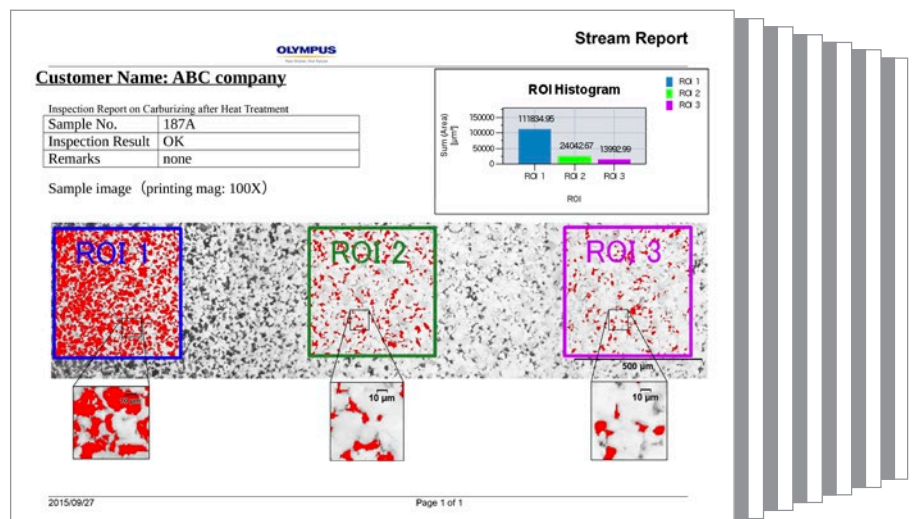 Stream Report
OLYMPUS
Your Vision, Our Future
Customer Name: ABC company
Inspection Report on Carburizing after Heat Treatment
Sample No. 187A
Inspection Result OK
Remarks none
Sample image (printing mag: 100X)
ROI Histogram
ROI 1
ROI 2
ROI 3
Sum (Area)
[µm²]
150000
100000
50000
0
111834.95
24042.67
13992.99
ROI 1 ROI 2 ROI 3
ROI
ROI 1
ROI 2
ROI 3
500 µm
10 µm
10 µm
10 µm
2015/09/27
Page 1 of 1